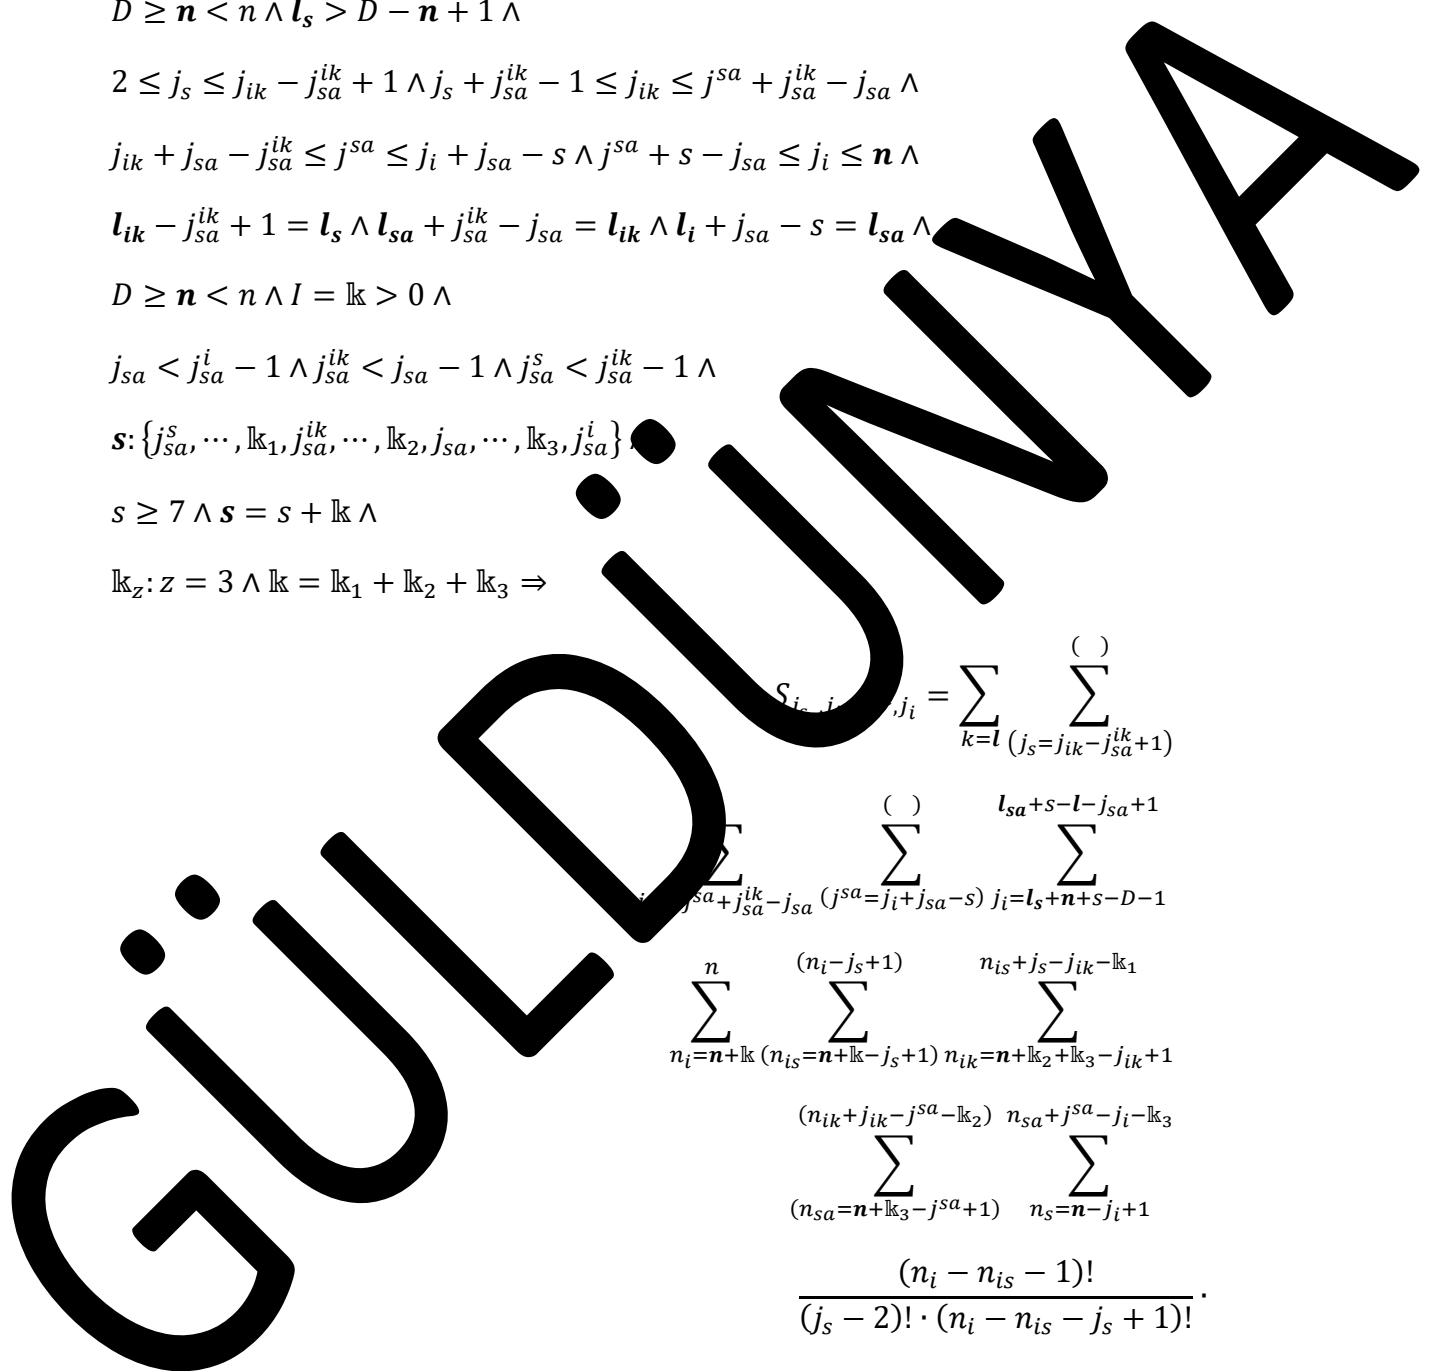 D ≥ n < n ∧ l_s > D − n + 1 ∧
2 ≤ j_s ≤ j_{ik} − j_{sa}^{ik} + 1 ∧ j_s + j_{sa}^{ik} − 1 ≤ j_{ik} ≤ j^{sa} + j_{sa}^{ik} − j_{sa} ∧
j_{ik} + j_{sa} − j_{sa}^{ik} ≤ j^{sa} ≤ j_i + j_{sa} − s ∧ j^{sa} + s − j_{sa} ≤ j_i ≤ n ∧
l_{ik} − j_{sa}^{ik} + 1 = l_s ∧ l_{sa} + j_{sa}^{ik} − j_{sa} = l_{ik} ∧ l_i + j_{sa} − s = l_{sa} ∧
D ≥ n < n ∧ I = 𝕜 > 0 ∧
j_{sa} < j_{sa}^i − 1 ∧ j_{sa}^{ik} < j_{sa} − 1 ∧ j_{sa}^s < j_{sa}^{ik} − 1 ∧
s: {j_{sa}^s, ⋯, 𝕜_1, j_{sa}^{ik}, ⋯, 𝕜_2, j_{sa}, ⋯, 𝕜_3, j_{sa}^i}
s ≥ 7 ∧ s = s + 𝕜 ∧
𝕜_z: z = 3 ∧ 𝕜 = 𝕜_1 + 𝕜_2 + 𝕜_3 ⇒
,j_i = ∑_{k=l} ∑_{(j_s=j_{ik}−j_{sa}^{ik}+1)}^{( )}
∑_{j^{sa}+j_{sa}^{ik}−j_{sa}} ∑_{(j^{sa}=j_i+j_{sa}−s)}^{( )} ∑_{j_i=l_s+n+s−D−1}^{l_{sa}+s−l−j_{sa}+1}
∑_{n_i=n+𝕜}^{n} ∑_{(n_{is}=n+𝕜−j_s+1)}^{(n_i−j_s+1)} ∑_{n_{ik}=n+𝕜_2+𝕜_3−j_{ik}+1}^{n_{is}+j_s−j_{ik}−𝕜_1}
∑_{(n_{sa}=n+𝕜_3−j^{sa}+1)}^{(n_{ik}+j_{ik}−j^{sa}−𝕜_2)} ∑_{n_s=n−j_i+1}^{n_{sa}+j^{sa}−j_i−𝕜_3}
(n_i − n_{is} − 1)!
(j_s − 2)! · (n_i − n_{is} − j_s + 1)! ·
GÜLDÜNYA